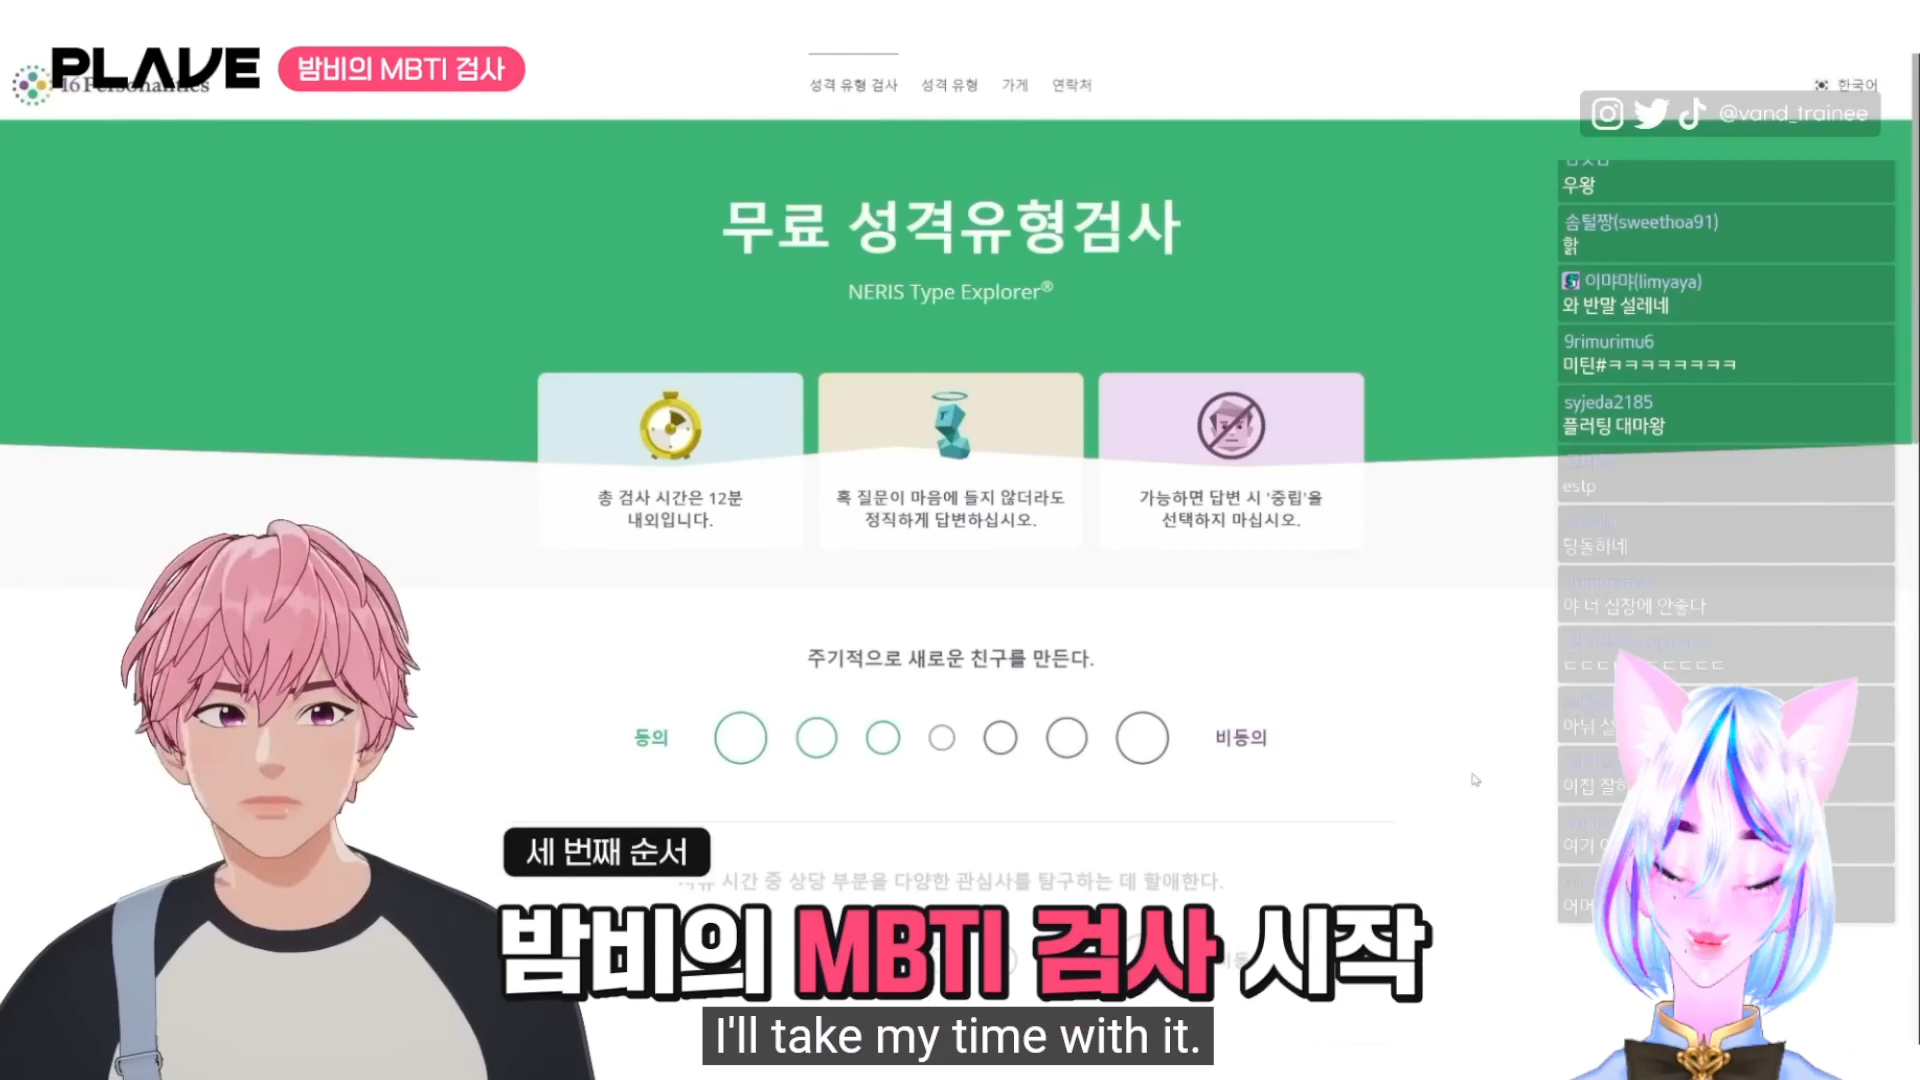 PLAVE
밤비의 MBTI 검사
성격 유형 검사
성격 유형
가게
연락처
한국어
@vand_trainee
무료 성격유형검사
NERIS Type Explorer®
총 검사 시간은 12분
내외입니다.
혹 질문이 마음에 들지 않더라도
정직하게 답변하십시오.
가능하면 답변 시 '중립'을
선택하지 마십시오.
주기적으로 새로운 친구를 만든다.
동의
비동의
시간 중 상당 부분을 다양한 관심사를 탐구하는 데 할애한다.
세 번째 순서
밤비의 MBTI 검사 시작
I'll take my time with it.
우왕
솜털짱(sweethoa91)
핡
이먀먀(limyaya)
와 반말 설레네
9rimurimu6
미틴#ㅋㅋㅋㅋㅋㅋㅋㅋ
syjeda2185
플러팅 대마왕
estp
당돌하네
야 너 심장에 안좋다
아뉘
이집
여기